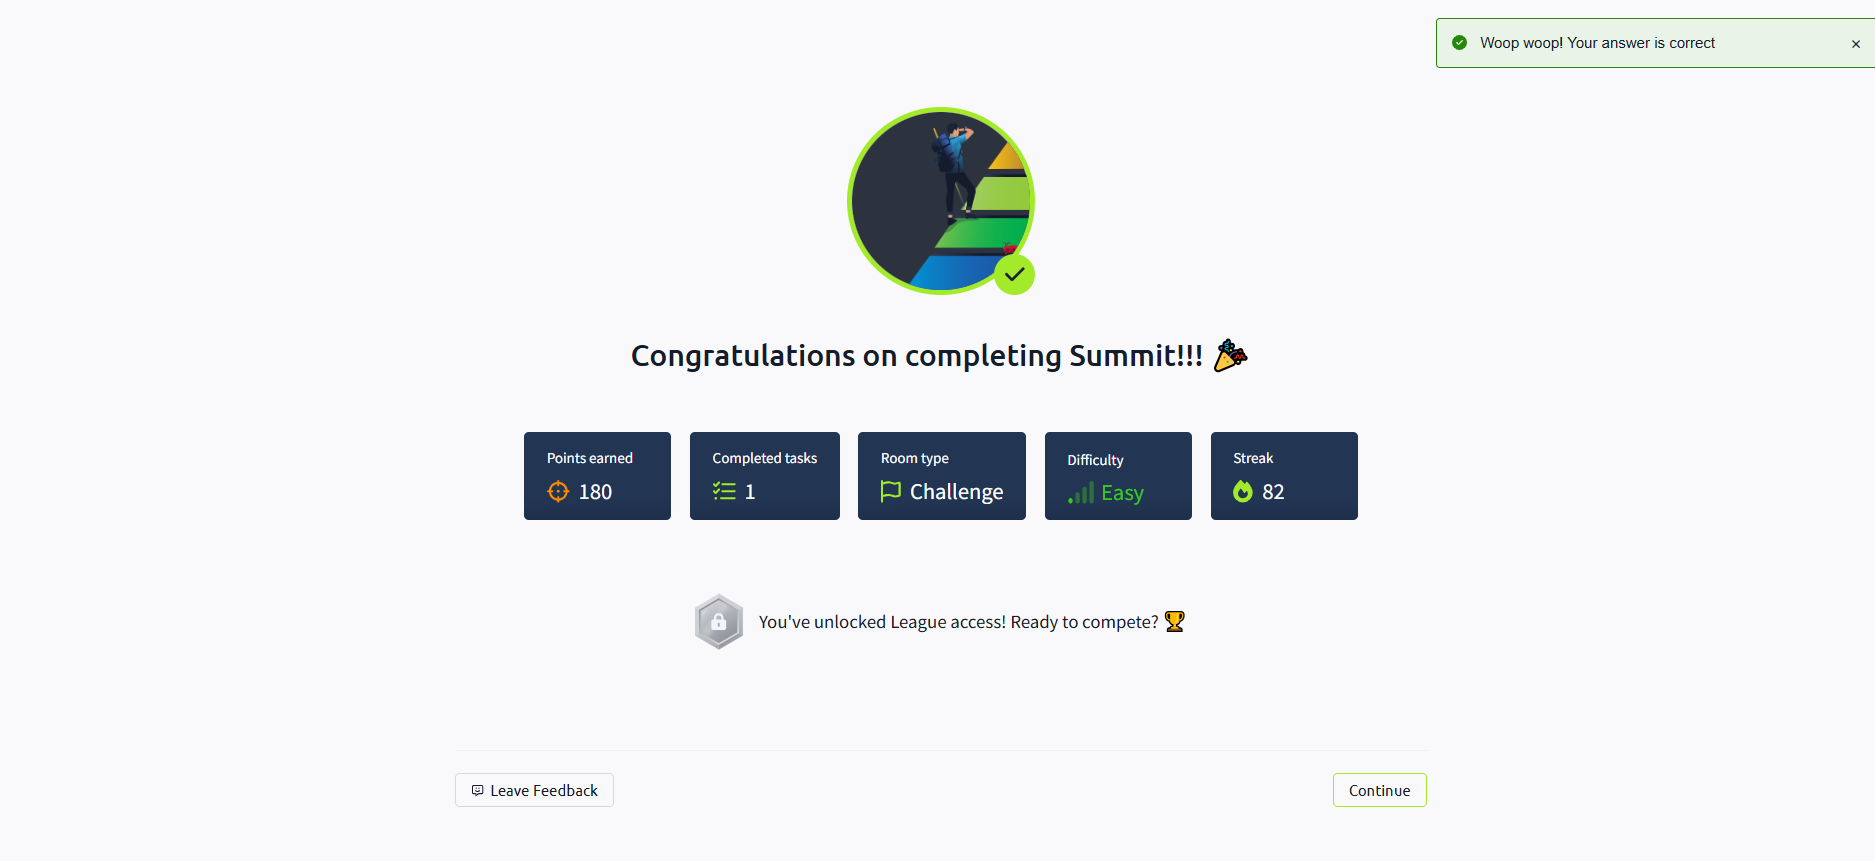 Woop woop! Your answer is correct
Congratulations on completing Summit!!!
Points earned
180
Completed tasks
1
Room type
Challenge
Difficulty
Easy
Streak
82
You've unlocked League access! Ready to compete?
Leave Feedback
Continue